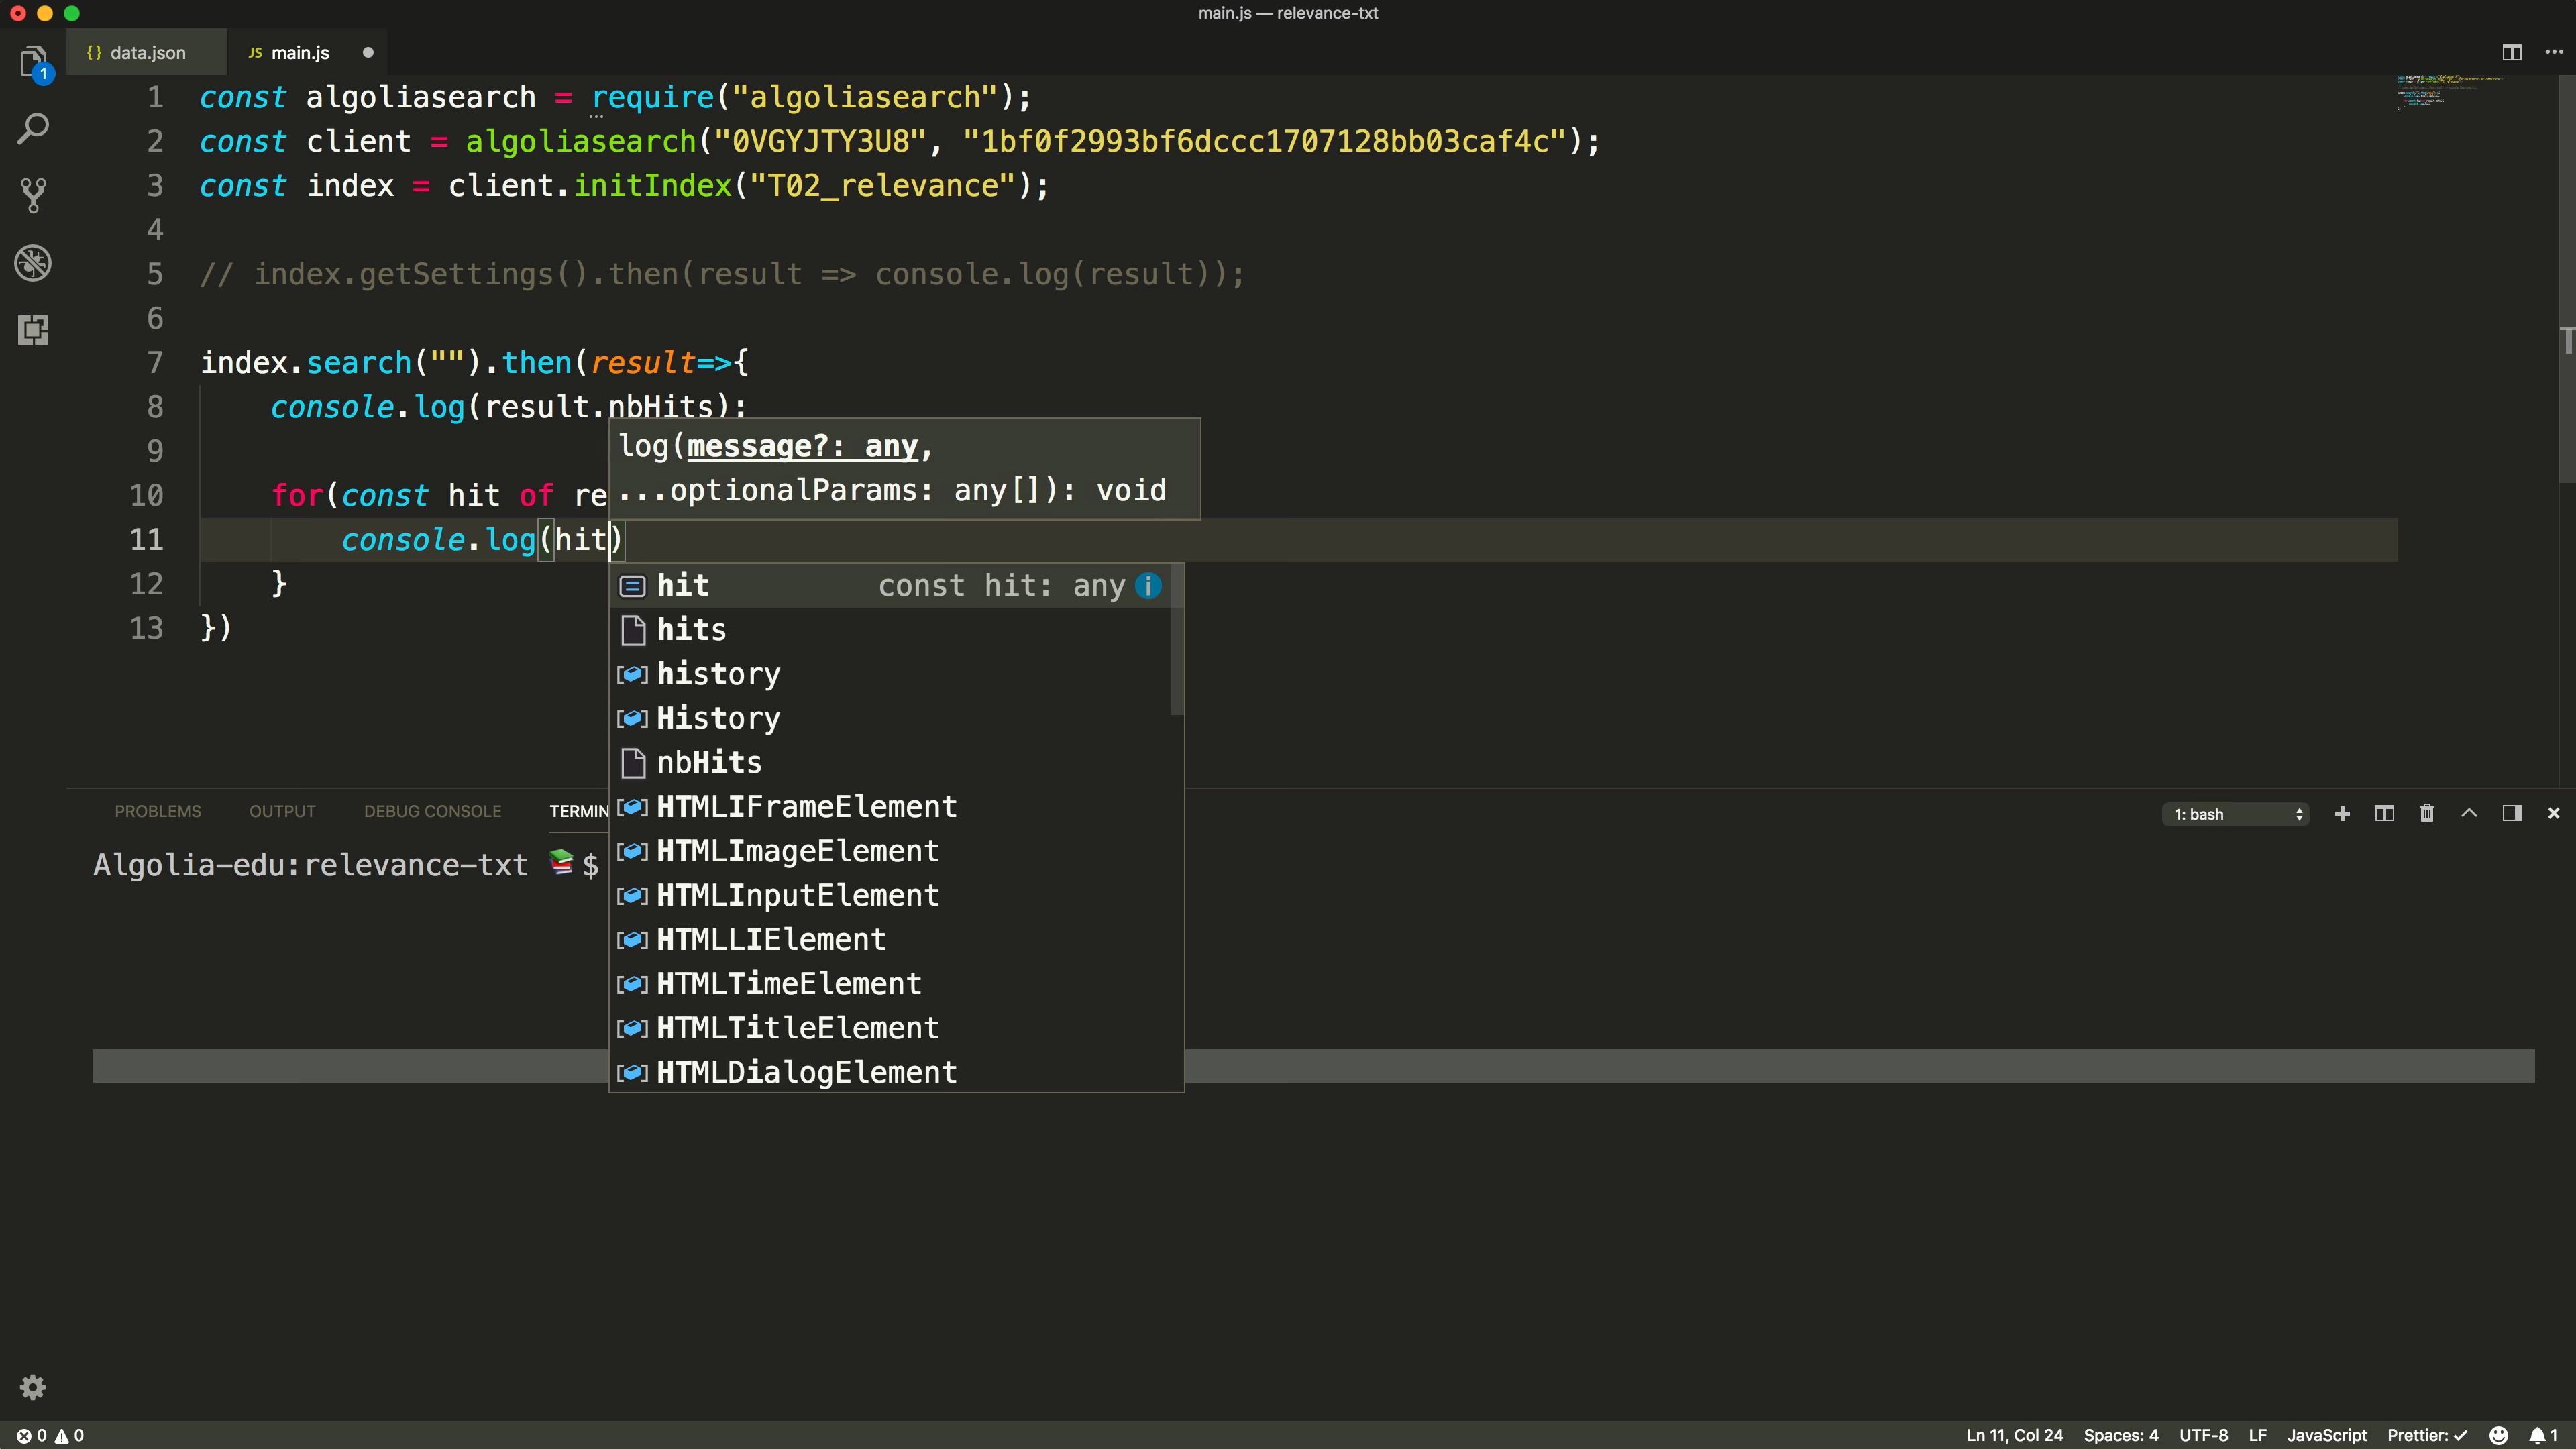 main.js — relevance-txt
{} data.json
JS main.js
1
1 const algoliasearch = require("algoliasearch");
2 const client = algoliasearch("0VGYJTY3U8", "1bf0f2993bf6dccc1707128bb03caf4c");
3 const index = client.initIndex("T02_relevance");
4
5 // index.getSettings().then(result => console.log(result));
6
7 index.search("").then(result=>{
8 console.log(result.nbHits);
9
log(message?: any,
10 for(const hit of re
...optionalParams: any[]): void
11 console.log(hit)
12 }
13 })
hit const hit: any
hits
history
History
nbHits
HTMLIFrameElement
HTMLImageElement
HTMLInputElement
HTMLLIElement
HTMLTimeElement
HTMLTitleElement
HTMLDialogElement
PROBLEMS OUTPUT DEBUG CONSOLE TERMIN
1: bash
Algolia-edu:relevance-txt 📚 $
0 0 Ln 11, Col 24 Spaces: 4 UTF-8 LF JavaScript Prettier: ✓ 1